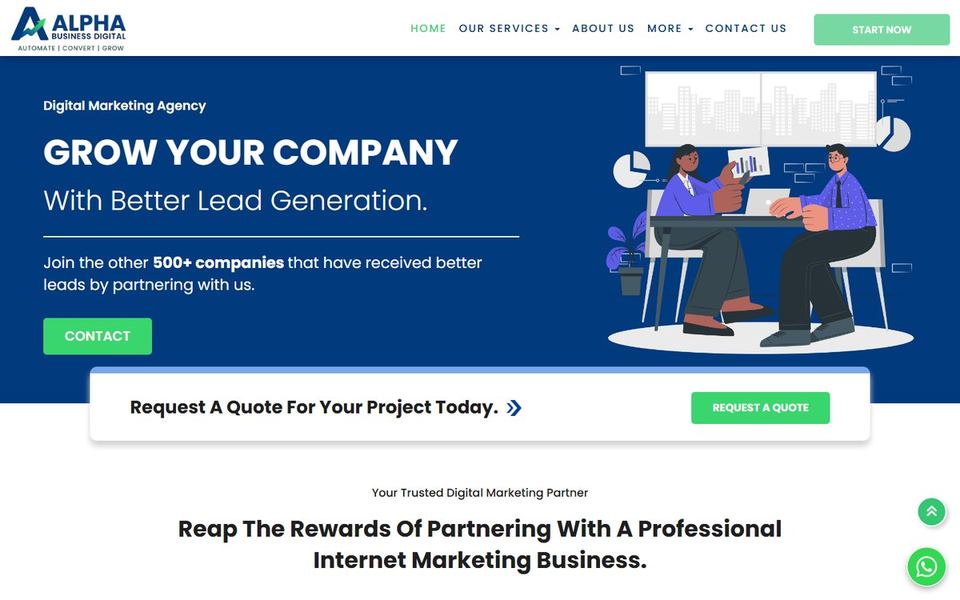 ALPHA
BUSINESS DIGITAL
AUTOMATE | CONVERT | GROW
HOME OUR SERVICES ABOUT US MORE CONTACT US
START NOW
Digital Marketing Agency
GROW YOUR COMPANY
With Better Lead Generation.
Join the other 500+ companies that have received better
leads by partnering with us.
CONTACT
Request A Quote For Your Project Today.
REQUEST A QUOTE
Your Trusted Digital Marketing Partner
Reap The Rewards Of Partnering With A Professional
Internet Marketing Business.